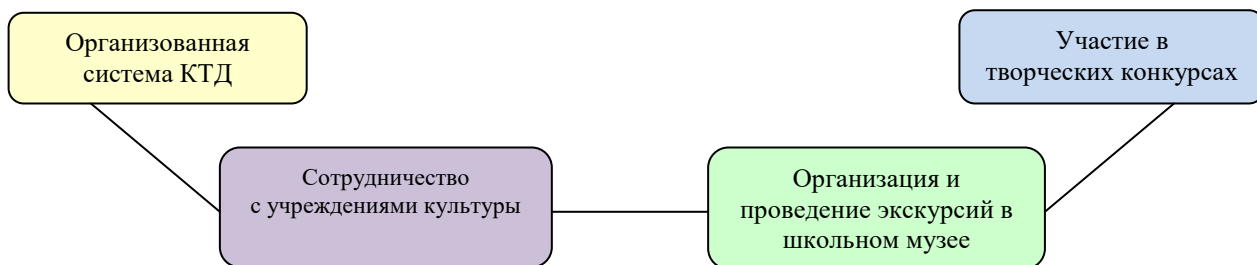 Организованная
система КТД
Сотрудничество
с учреждениями культуры
Организация и
проведение экскурсий в
школьном музее
Участие в
творческих конкурсах